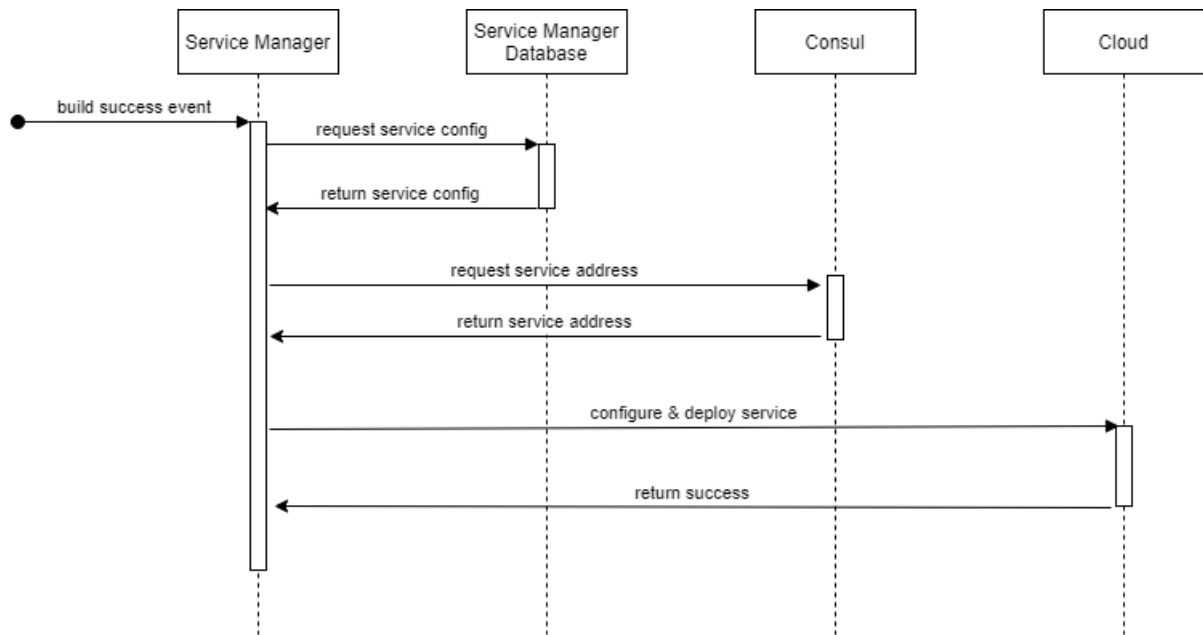 Service Manager
Service Manager
Database
Consul
Cloud
build success event
request service config
return service config
request service address
return service address
configure & deploy service
return success